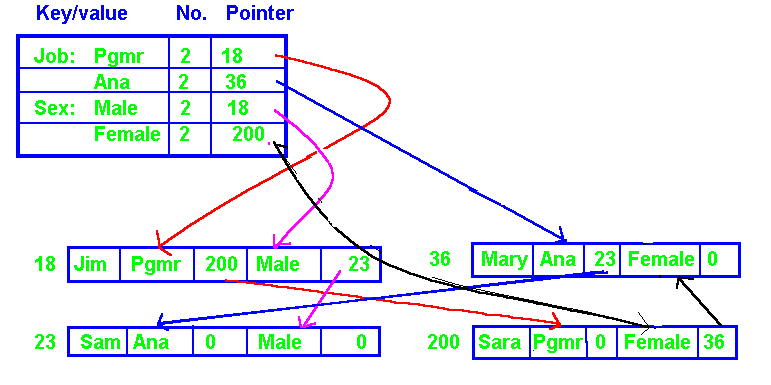 Key/value No. Pointer
Job: Pgmr 2 18
Ana 2 36
Sex: Male 2 18
Female 2 200
18 Jim Pgmr 200 Male 23
36 Mary Ana 23 Female 0
23 Sam Ana 0 Male 0
200 Sara Pgmr 0 Female 36